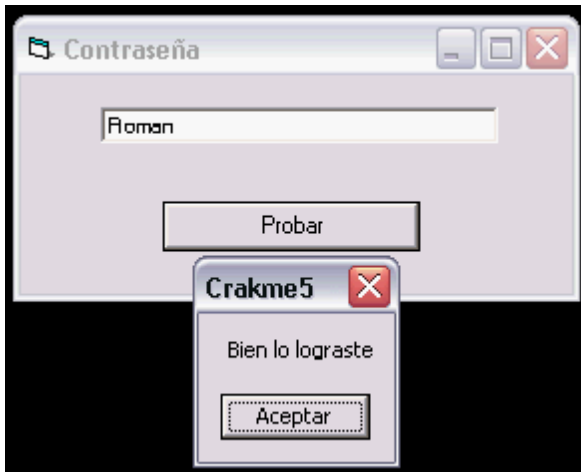 Contraseña
Roman
Probar
Crakme5
Bien lo lograste
Aceptar